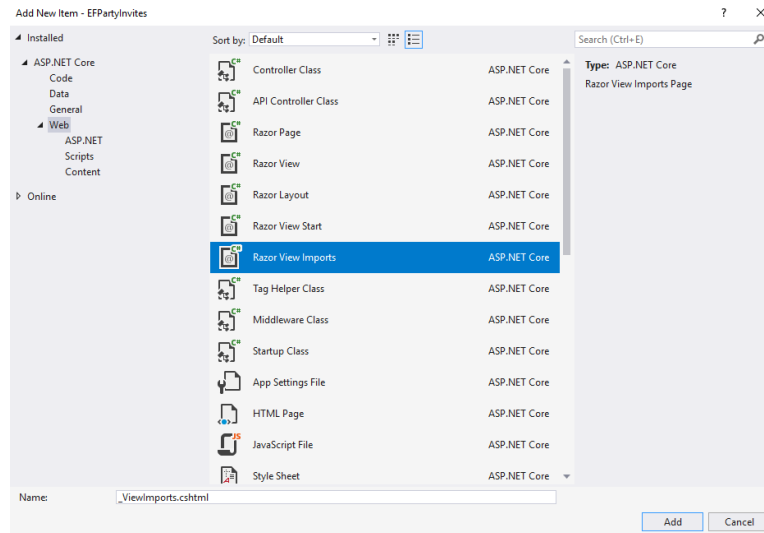 Add New Item - EFPartyInvites ? ×
Installed
ASP.NET Core
Code
Data
General
Web
ASP.NET
Scripts
Content
Online
Sort by: Default
Search (Ctrl+E)
Controller Class ASP.NET Core
API Controller Class ASP.NET Core
Razor Page ASP.NET Core
Razor View ASP.NET Core
Razor Layout ASP.NET Core
Razor View Start ASP.NET Core
Razor View Imports ASP.NET Core
Tag Helper Class ASP.NET Core
Middleware Class ASP.NET Core
Startup Class ASP.NET Core
App Settings File ASP.NET Core
HTML Page ASP.NET Core
JavaScript File ASP.NET Core
Style Sheet ASP.NET Core
Type: ASP.NET Core
Razor View Imports Page
Name: _ViewImports.cshtml
Add Cancel